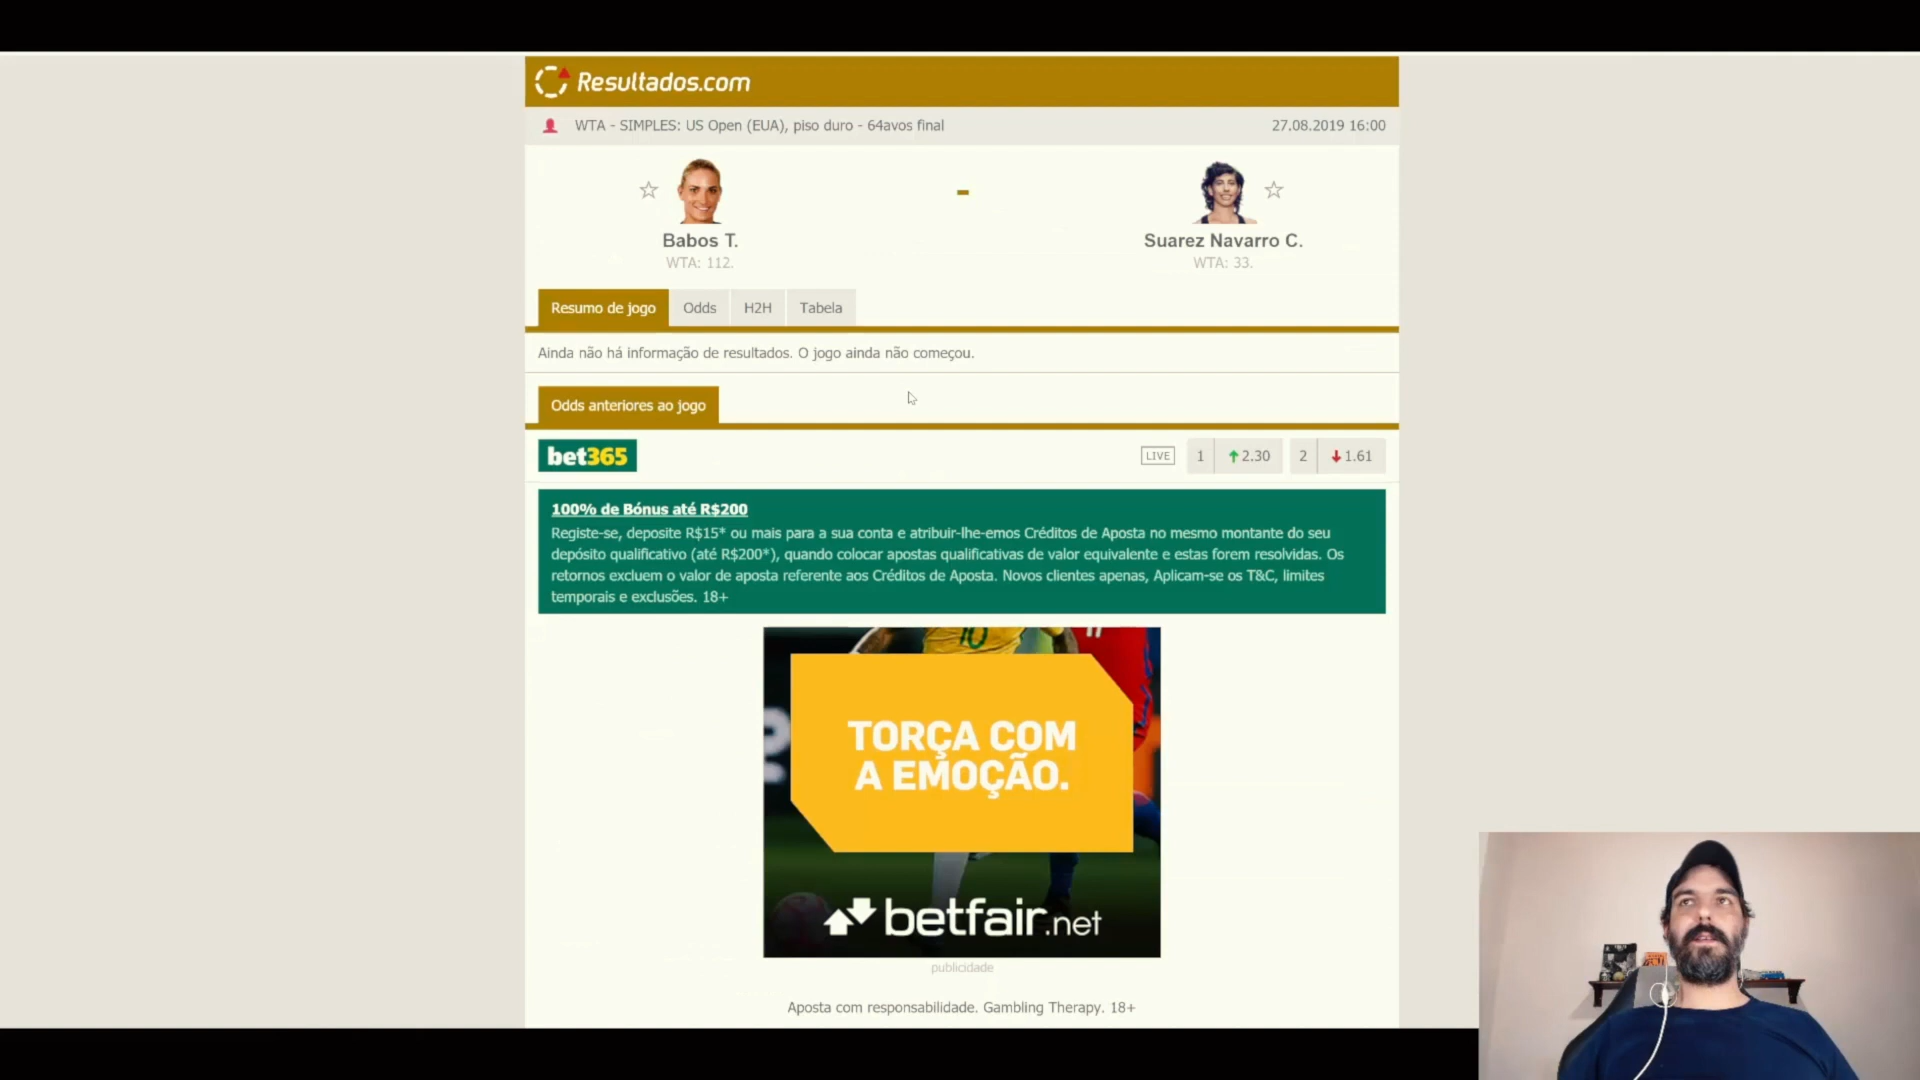 Resultados.com
WTA - SIMPLES: US Open (EUA), piso duro - 64avos final
27.08.2019 16:00
-
Babos T.
WTA: 112.
Suarez Navarro C.
WTA: 33.
Resumo de jogo
Odds
H2H
Tabela
Ainda não há informação de resultados. O jogo ainda não começou.
Odds anteriores ao jogo
bet365
LIVE
1
2.30
2
1.61
100% de Bónus até R$200
Registe-se, deposite R$15* ou mais para a sua conta e atribuir-lhe-emos Créditos de Aposta no mesmo montante do seu
depósito qualificativo (até R$200*), quando colocar apostas qualificativas de valor equivalente e estas forem resolvidas. Os
retornos excluem o valor de aposta referente aos Créditos de Aposta. Novos clientes apenas, Aplicam-se os T&C, limites
temporais e exclusões. 18+
10
TORÇA COM
A EMOÇÃO.
betfair.net
publicidade
Aposta com responsabilidade. Gambling Therapy. 18+